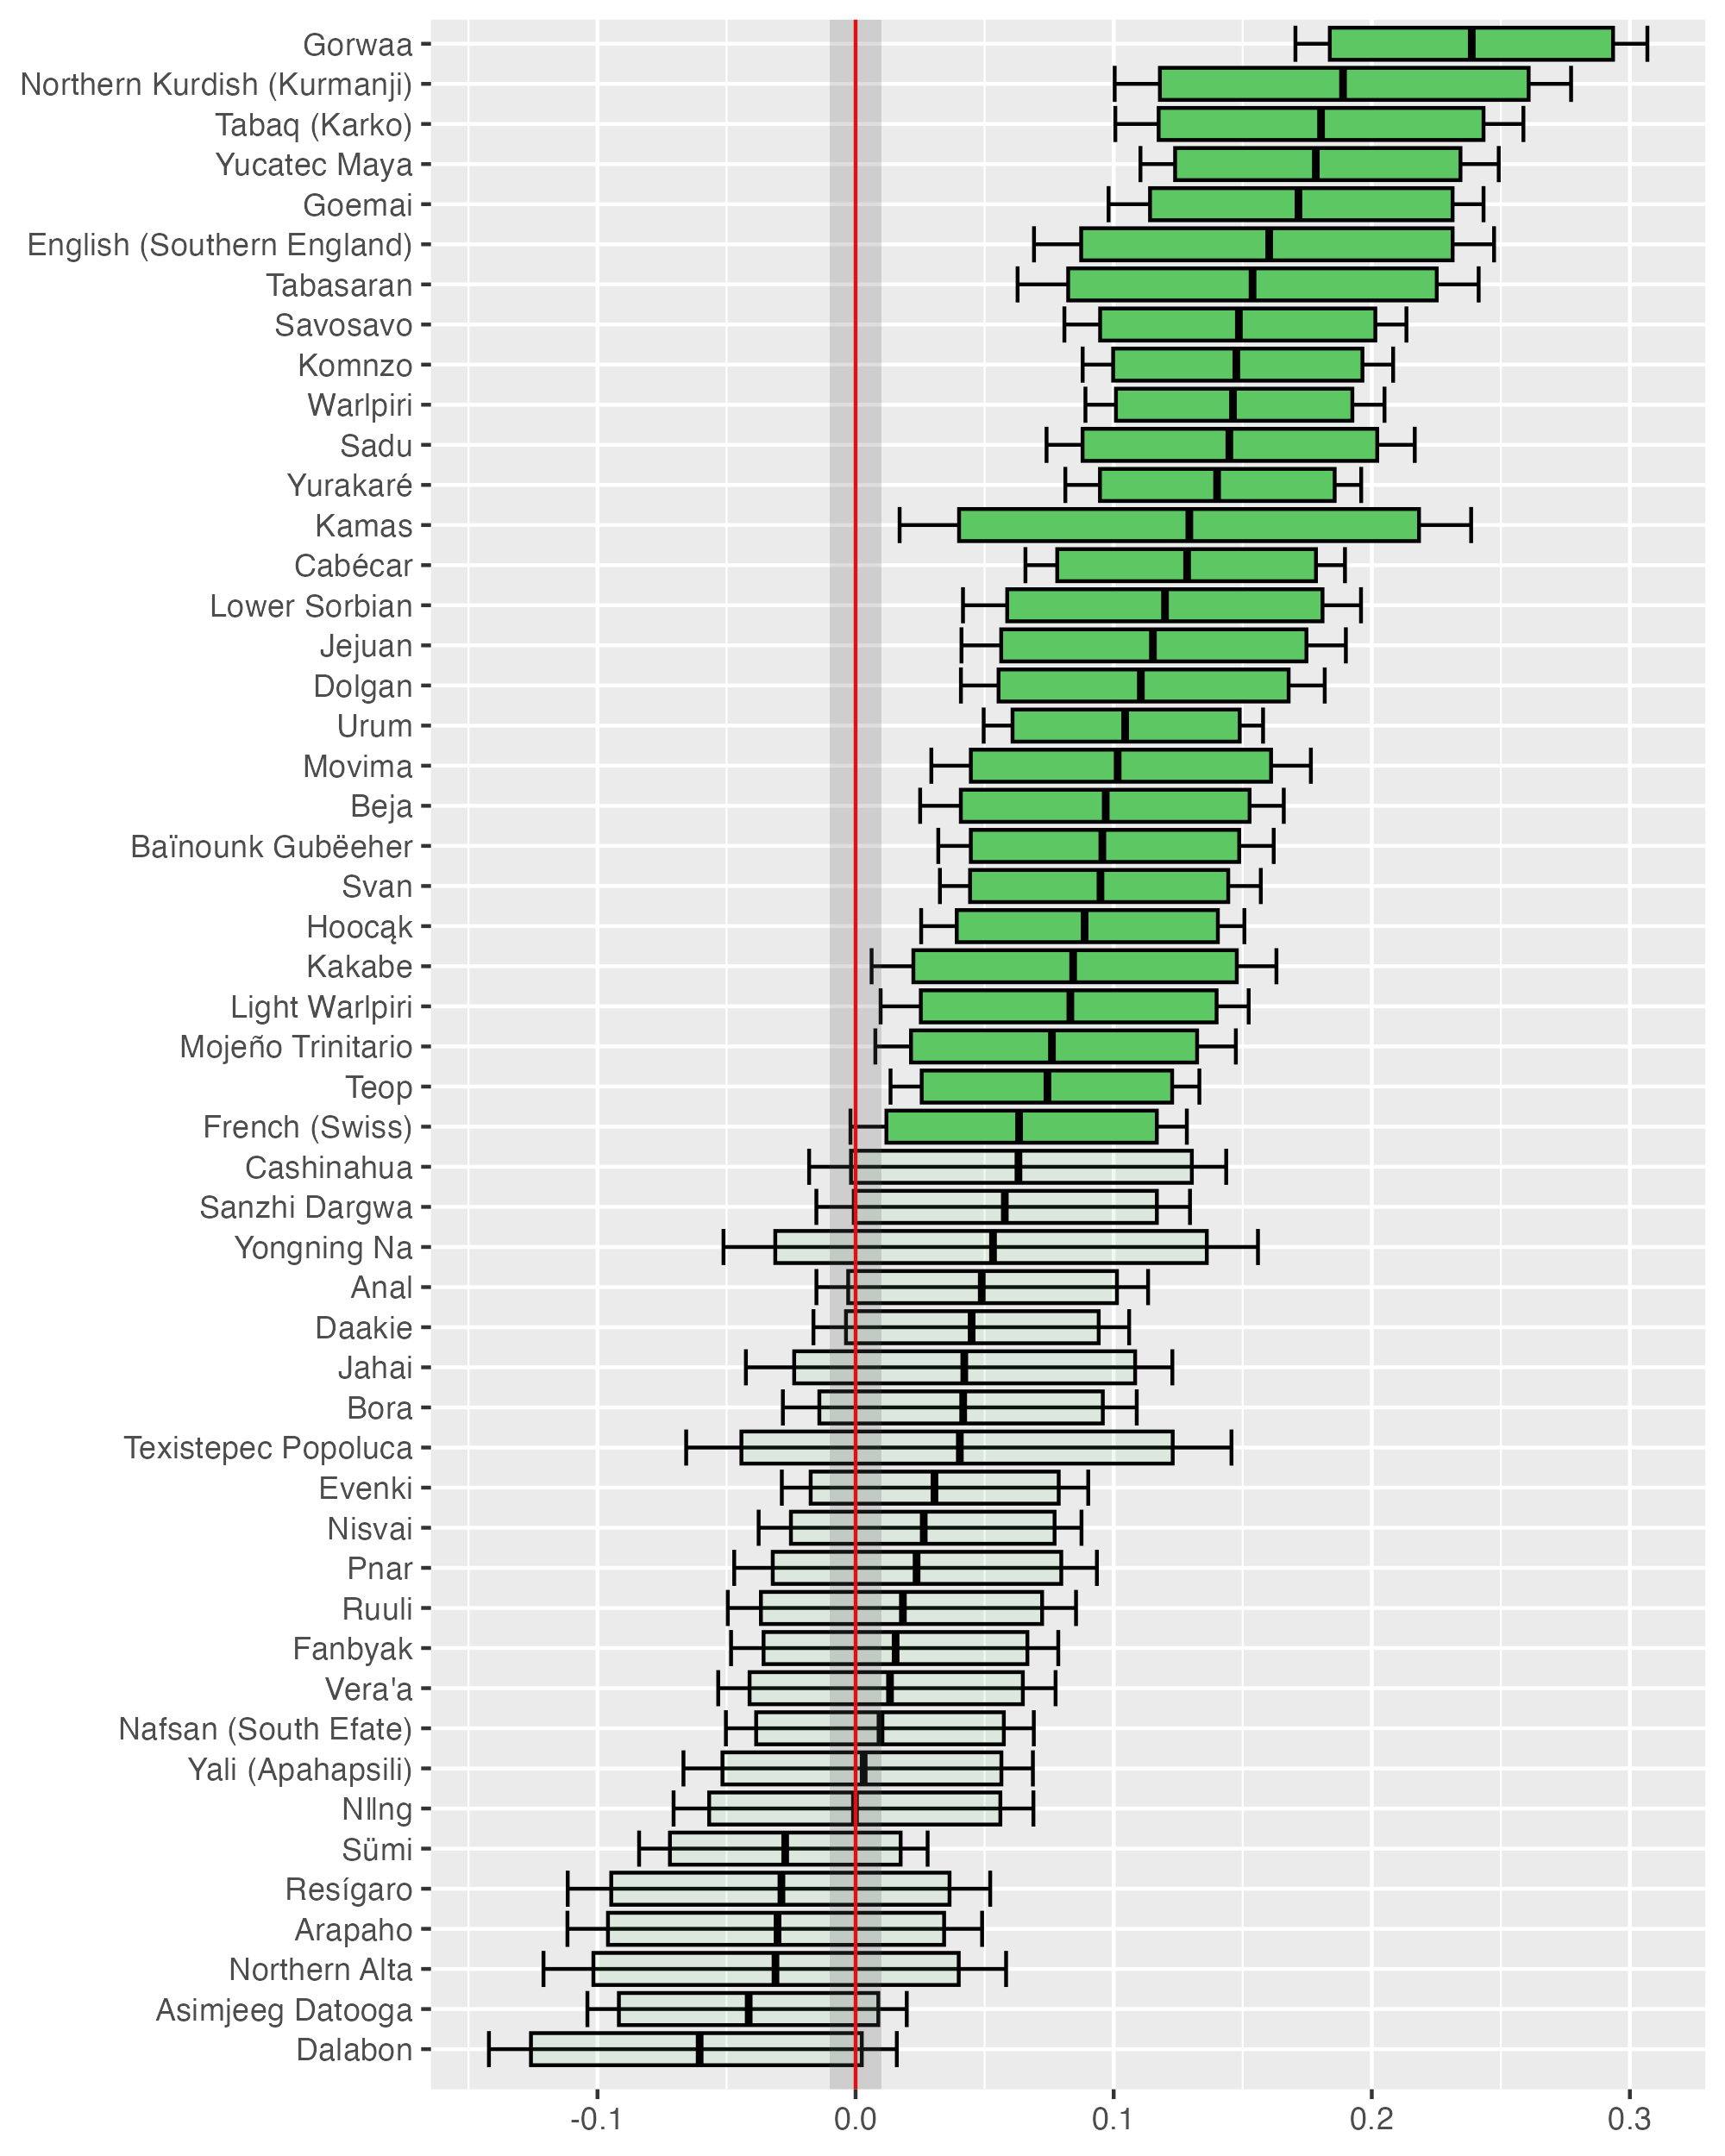 Gorwaa
Northern Kurdish (Kurmanji)
Tabaq (Karko)
Yucatec Maya
Goemai
English (Southern England)
Tabasaran
Savosavo
Komnzo
Warlpiri
Sadu
Yurakaré
Kamas
Cabécar
Lower Sorbian
Jejuan
Dolgan
Urum
Movima
Beja
Baïnounk Gubëeher
Svan
Hoocąk
Kakabe
Light Warlpiri
Mojeño Trinitario
Teop
French (Swiss)
Cashinahua
Sanzhi Dargwa
Yongning Na
Anal
Daakie
Jahai
Bora
Texistepec Popoluca
Evenki
Nisvai
Pnar
Ruuli
Fanbyak
Vera'a
Nafsan (South Efate)
Yali (Apahapsili)
Nǁng
Sümi
Resígaro
Arapaho
Northern Alta
Asimjeeg Datooga
Dalabon
-0.1 0.0 0.1 0.2 0.3